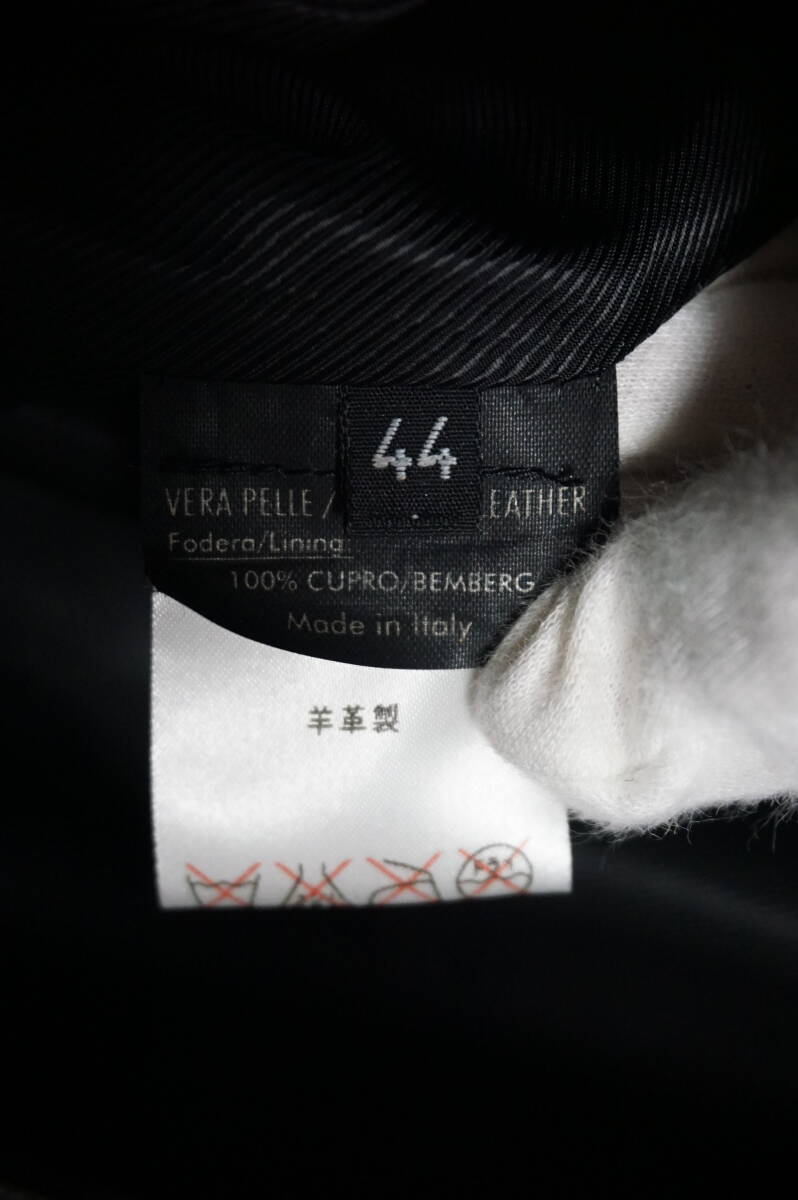 44
VERA PELLE / EATHER
Fodera/Lining:
100% CUPRO/BEMBERG
Made in Italy
羊革製